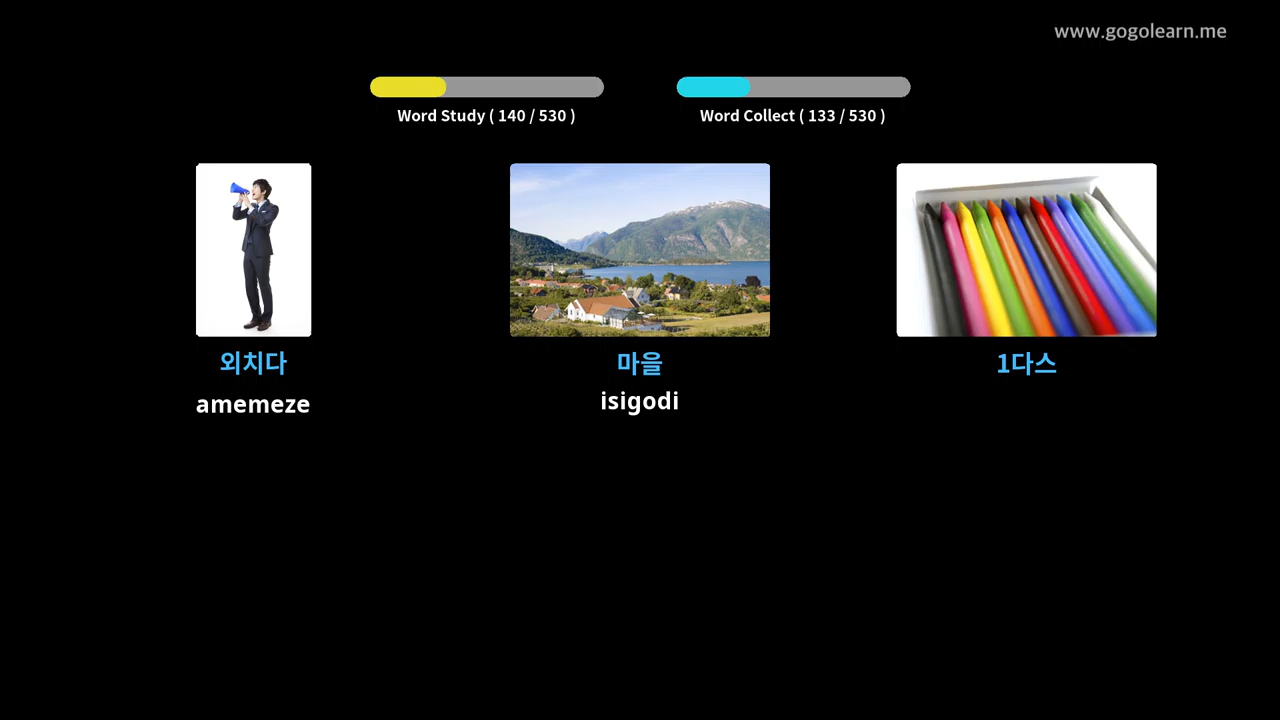 www.gogolearn.me
Word Study ( 140 / 530 )
Word Collect ( 133 / 530 )
외치다
마을
1다스
amemeze
isigodi